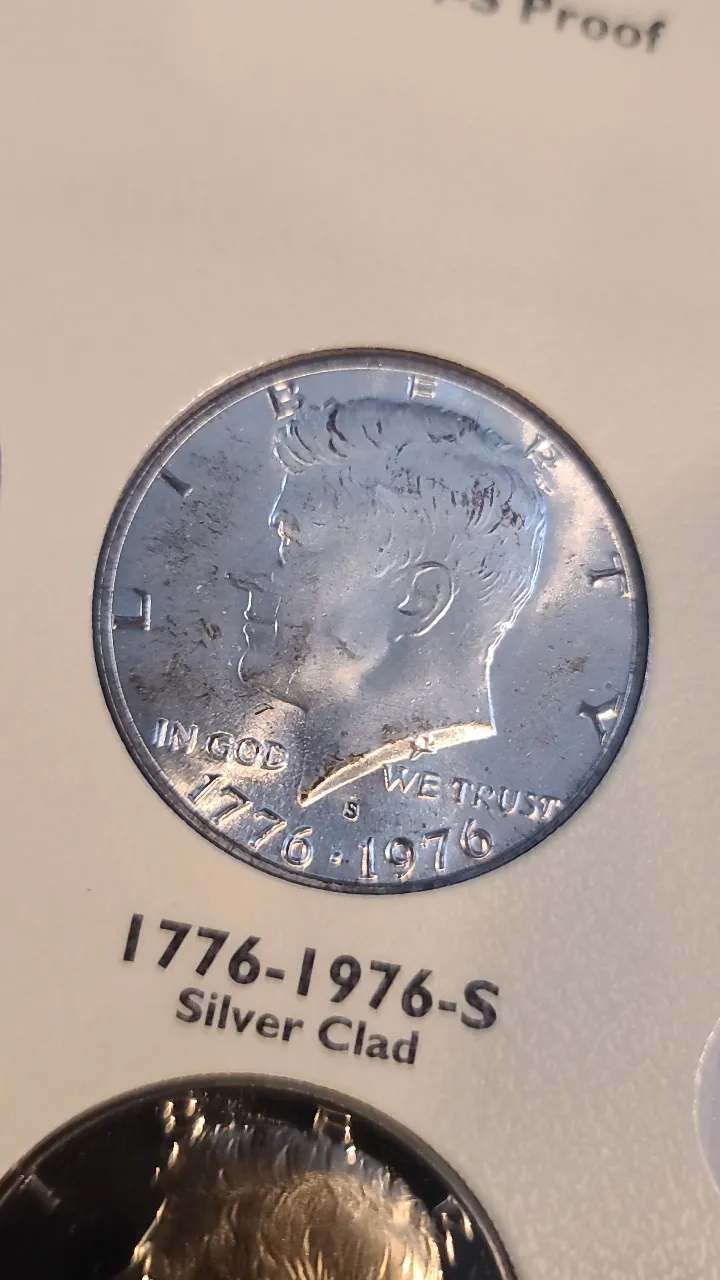 Proof
LIBERTY
IN GOD WE TRUST
S
1776·1976
1776-1976-S
Silver Clad